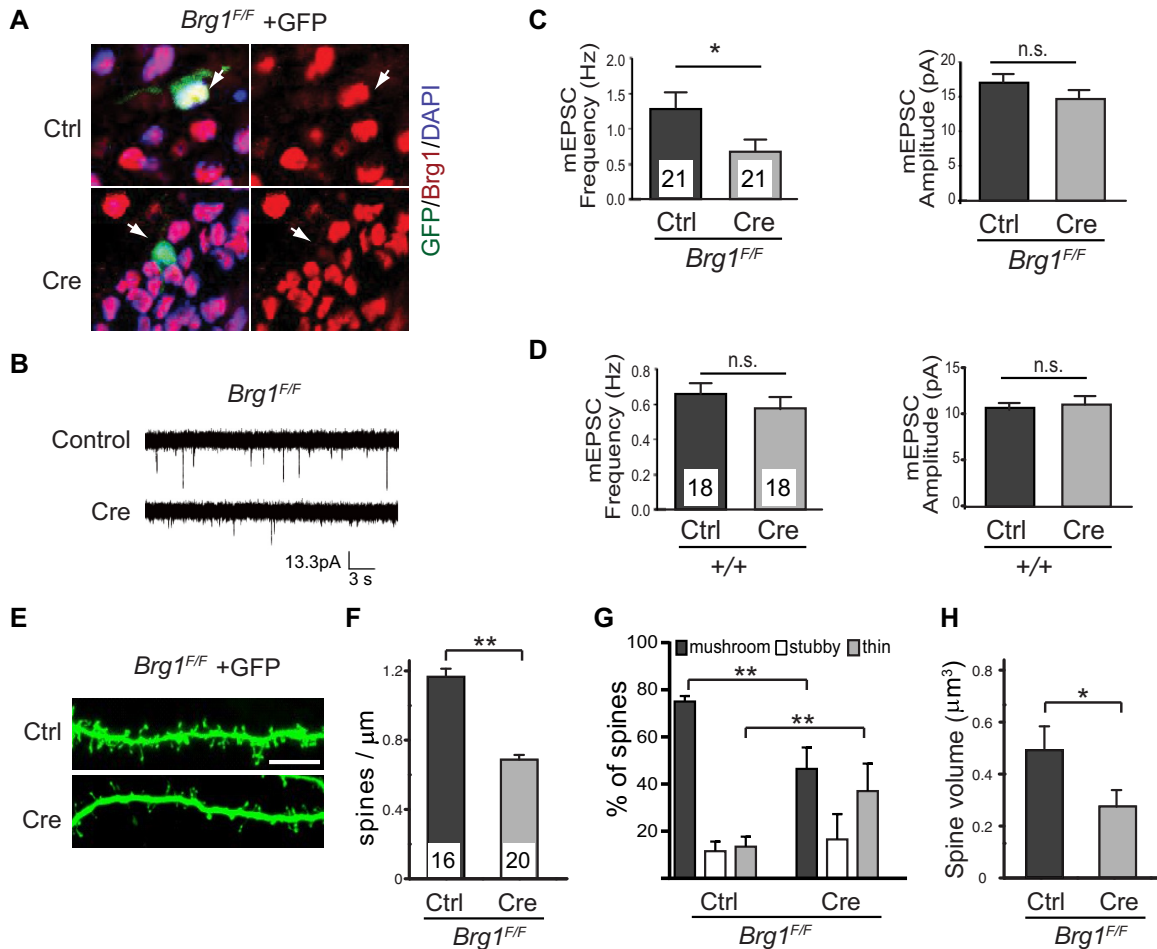 A
Brg1F/F +GFP
Ctrl
Cre
GFP/Brg1/DAPI
B
Brg1F/F
Control
Cre
13.3pA
3 s
C
mEPSC
Frequency (Hz)
2.0
1.5
1.0
0.5
0.0
*
21
21
Ctrl
Cre
Brg1F/F
mEPSC
Amplitude (pA)
20
15
10
5
0
n.s.
Ctrl
Cre
Brg1F/F
D
mEPSC
Frequency (Hz)
0.8
0.6
0.4
0.2
0.0
n.s.
18
18
Ctrl
Cre
+/+
mEPSC
Amplitude (pA)
15
10
5
0
n.s.
Ctrl
Cre
+/+
E
Brg1F/F +GFP
Ctrl
Cre
F
spines / μm
1.2
0.8
0.4
0
**
16
20
Ctrl
Cre
Brg1F/F
G
% of spines
100
80
60
40
20
mushroom
stubby
thin
**
**
Ctrl
Cre
Brg1F/F
H
Spine volume (μm³)
0.8
0.6
0.4
0.2
0
*
Ctrl
Cre
Brg1F/F